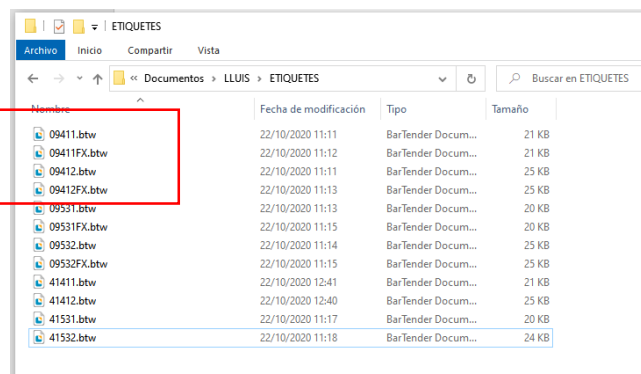 ETIQUETES
Archivo Inicio Compartir Vista
« Documentos > LLUIS > ETIQUETES Buscar en ETIQUETES
Nombre Fecha de modificación Tipo Tamaño
09411.btw 22/10/2020 11:11 BarTender Docum... 21 KB
09411FX.btw 22/10/2020 11:12 BarTender Docum... 21 KB
09412.btw 22/10/2020 11:11 BarTender Docum... 25 KB
09412FX.btw 22/10/2020 11:13 BarTender Docum... 25 KB
09531.btw 22/10/2020 11:13 BarTender Docum... 20 KB
09531FX.btw 22/10/2020 11:15 BarTender Docum... 20 KB
09532.btw 22/10/2020 11:14 BarTender Docum... 25 KB
09532FX.btw 22/10/2020 11:15 BarTender Docum... 25 KB
41411.btw 22/10/2020 12:41 BarTender Docum... 21 KB
41412.btw 22/10/2020 12:40 BarTender Docum... 25 KB
41531.btw 22/10/2020 11:17 BarTender Docum... 20 KB
41532.btw 22/10/2020 11:18 BarTender Docum... 24 KB